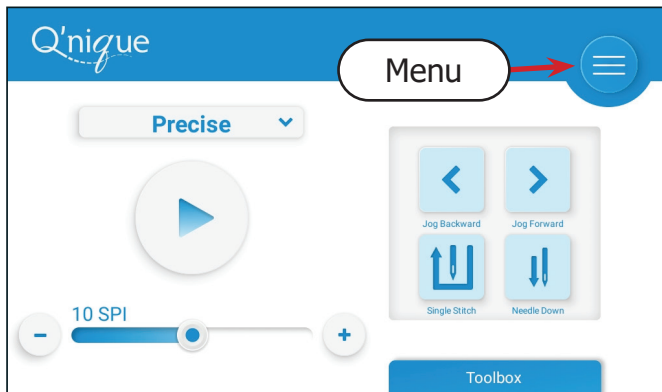 Q'nique
Menu
Precise
10 SPI
Jog Backward
Jog Forward
Single Stitch
Needle Down
Toolbox